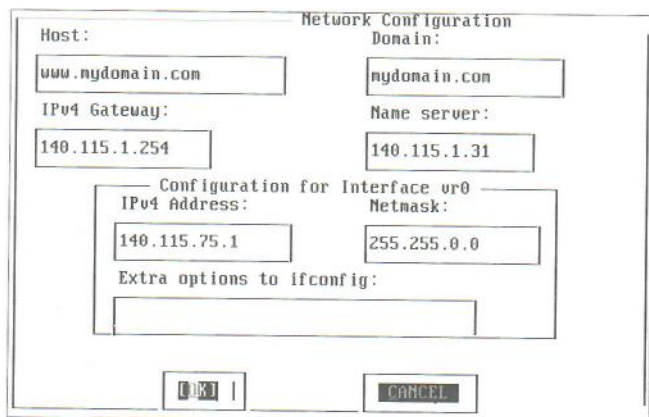 Network Configuration
Host: Domain:
www.mydomain.com mydomain.com
IPv4 Gateway: Name server:
140.115.1.254 140.115.1.31
Configuration for Interface vr0
IPv4 Address: Netmask:
140.115.75.1 255.255.0.0
Extra options to ifconfig:
[OK] CANCEL